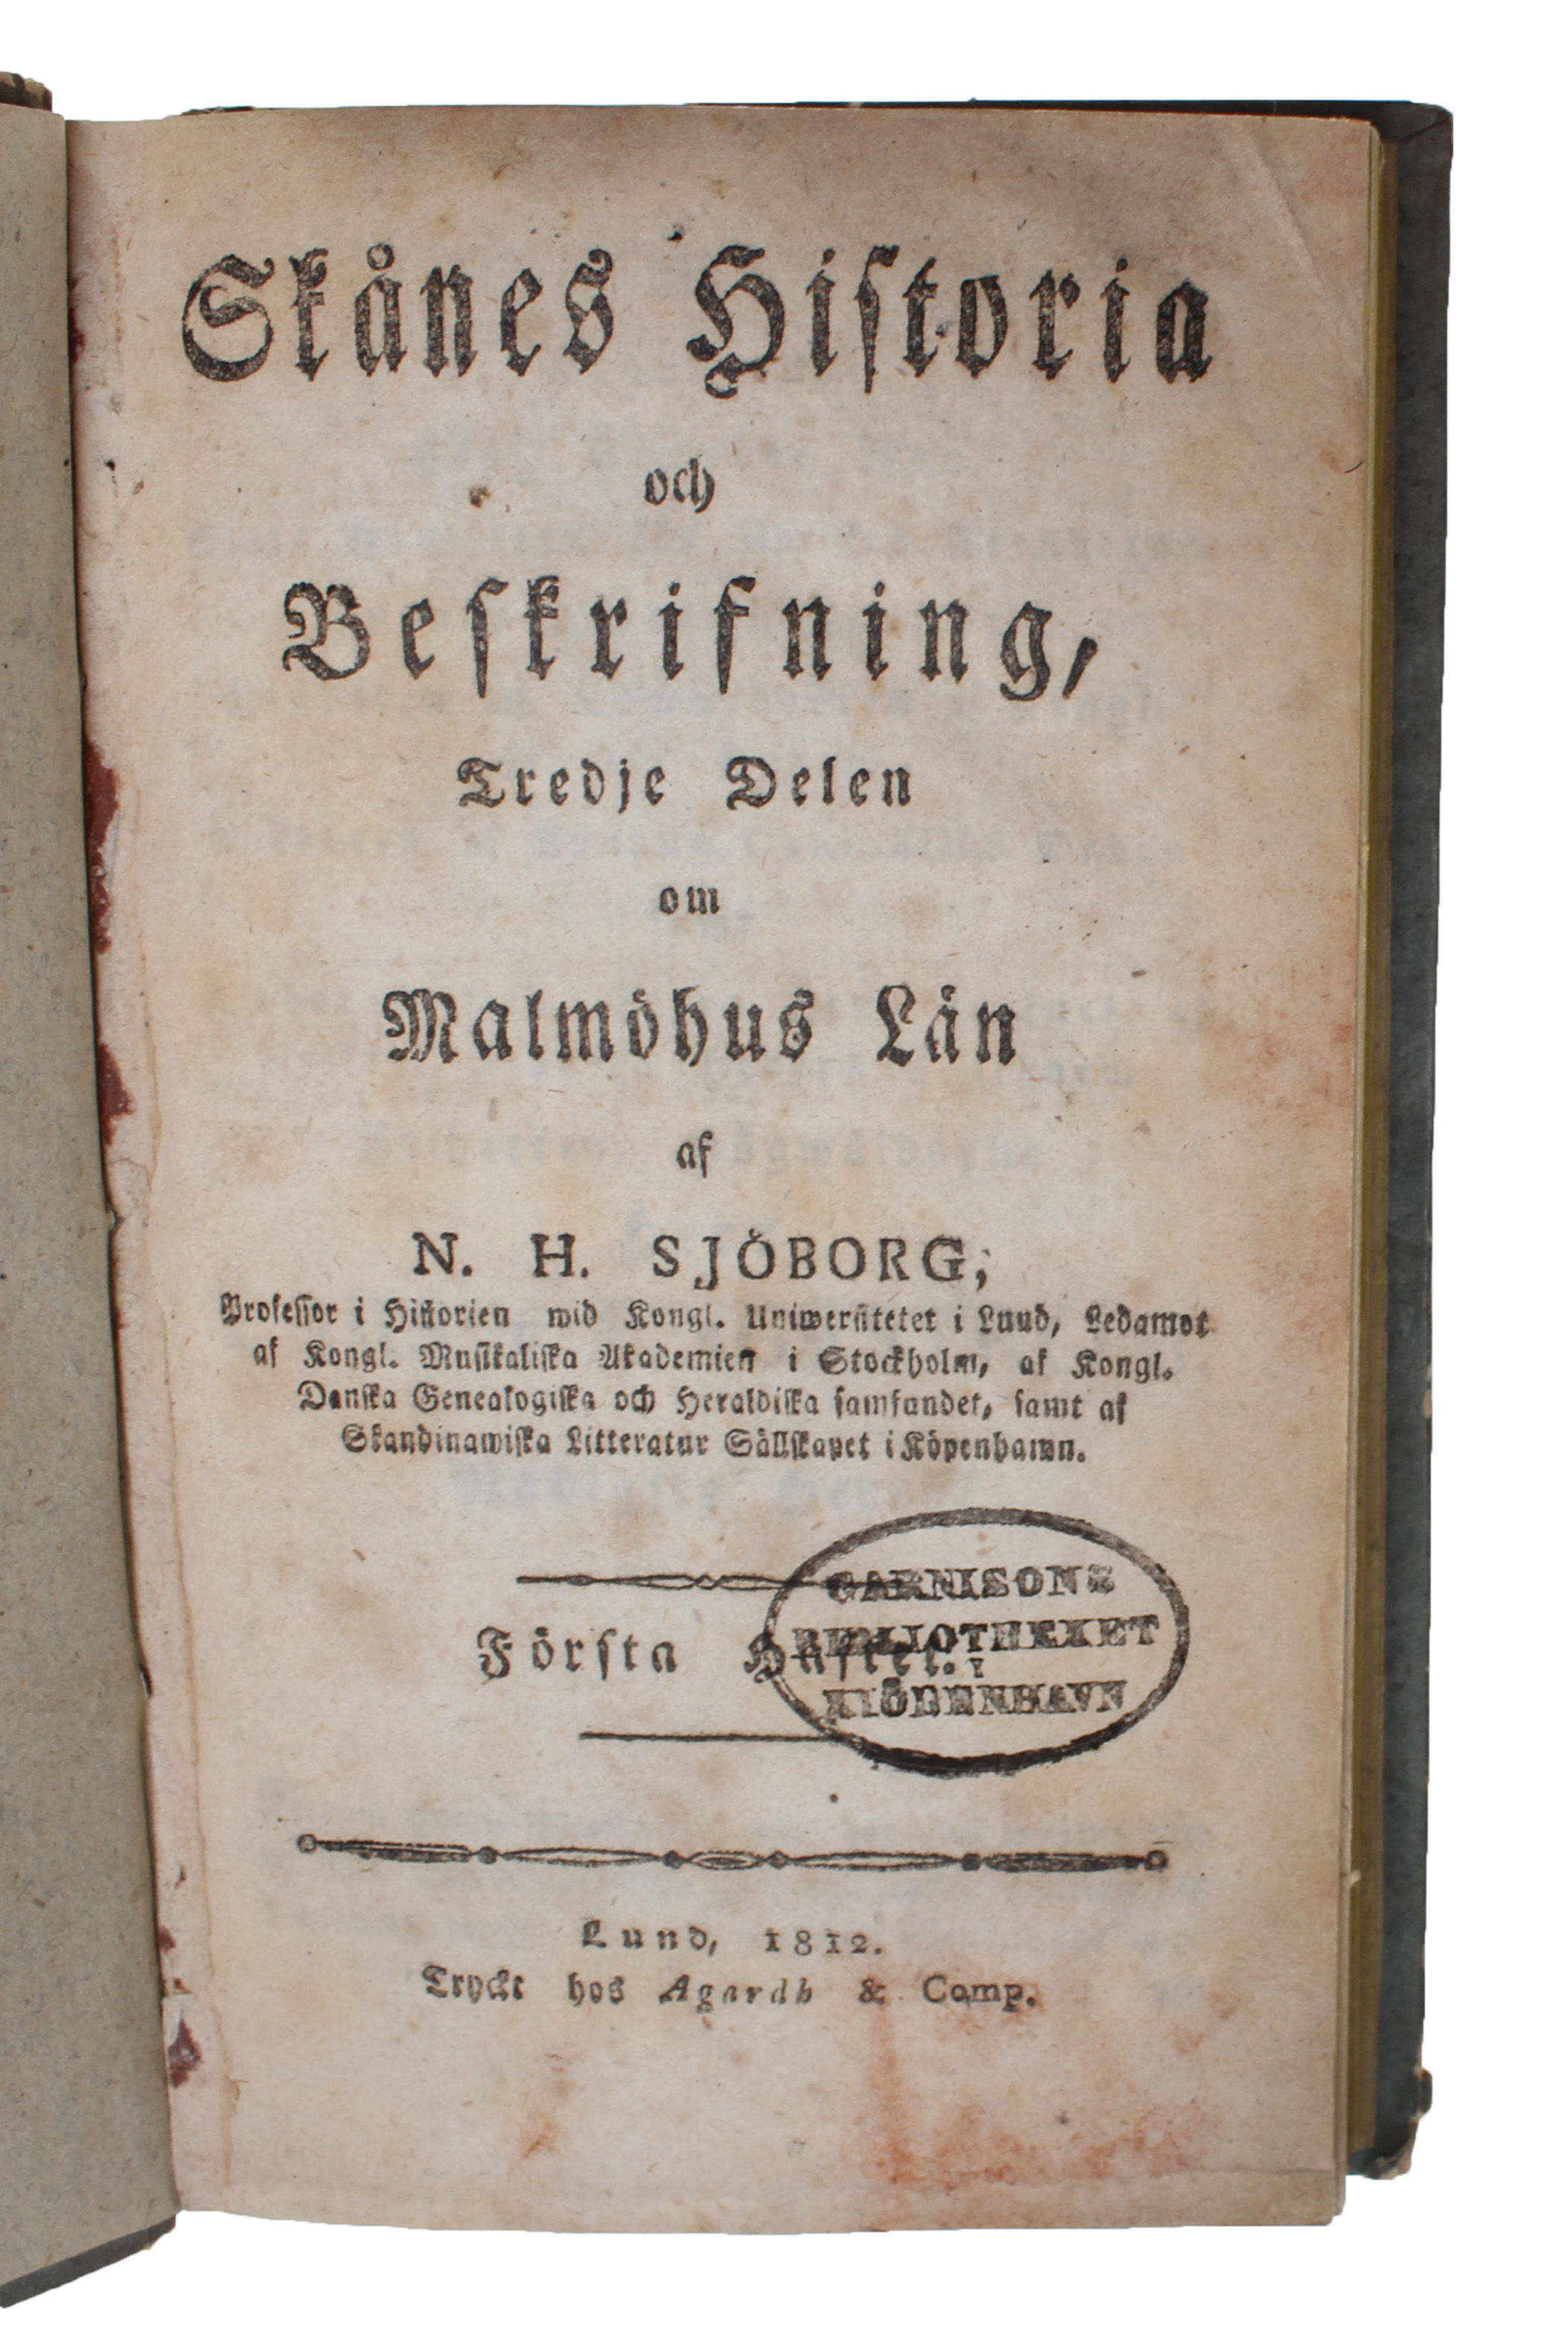 Skånes Historia
och
Beskrifning,
Tredje Delen
om
Malmöhus Län
af
N. H. SJÖBORG,
Professor i Historien wid Kongl. Uniwersitetet i Lund, Ledamot
af Kongl. Musikaliska Akademien i Stockholm, af Kongl.
Danska Genealogiska och Heraldiska samfundet, samt af
Skandinawiska Litteratur Sällskapet i Köpenhamn.
GARNISONS
BIBLIOTHEKET
Första Häftet.
KIÖBENHAVN
Lund, 1812.
Tryckt hos Agardh & Comp.